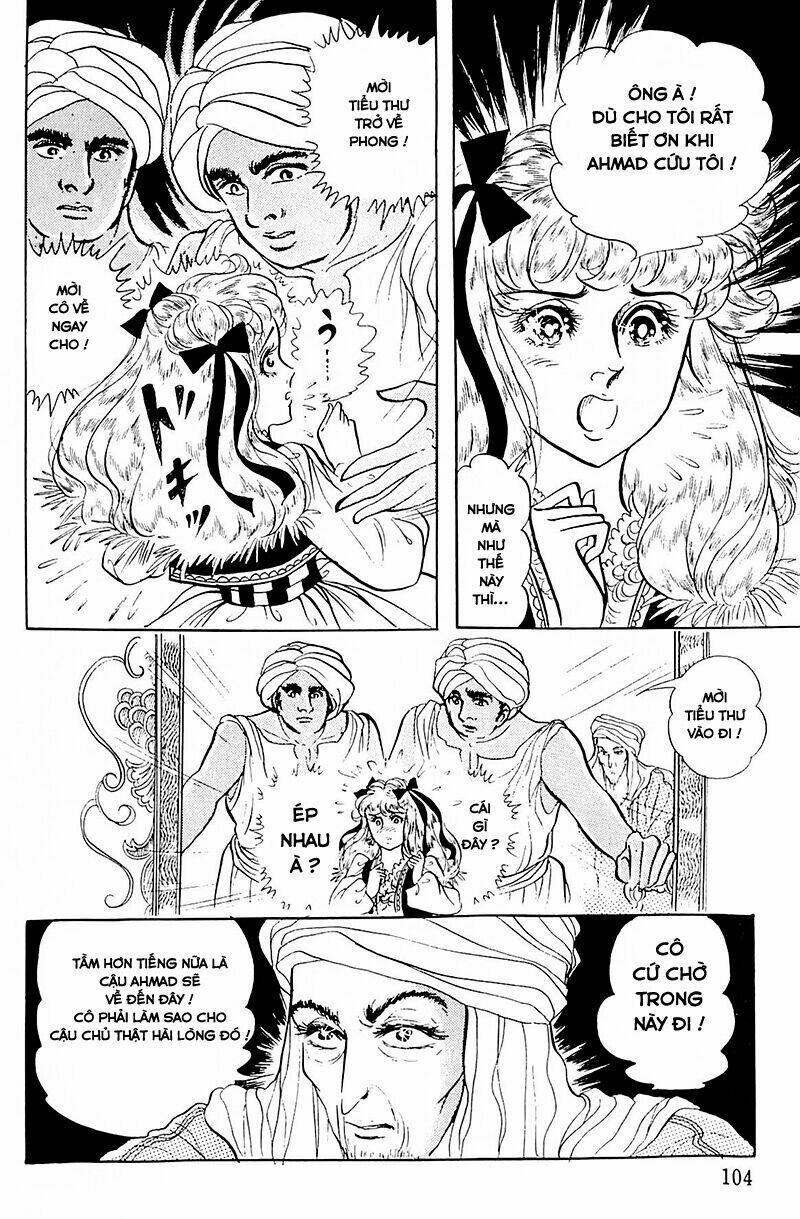 ÔNG À !
DÙ CHO TÔI RẤT
BIẾT ƠN KHI
AHMAD CỨU TÔI !
NHƯNG
MÀ
NHƯ
THẾ
NÀY
THÌ...
MỜI
TIỂU THƯ
TRỞ VỀ
PHONG !
MỜI
CÔ VỀ
NGAY
CHO !
う……
ドキッ
MỜI
TIỂU THƯ
VÀO ĐI !
CÁI
GÌ
ĐÂY ?
ÉP
NHAU
À ?
CÔ
CỨ CHỜ
TRONG
NÀY ĐI !
TẦM HƠN TIẾNG NỮA LÀ
CẬU AHMAD SẼ
VỀ ĐẾN ĐÂY !
CÔ PHẢI LÀM SAO CHO
CẬU CHỦ THẬT HÀI LÒNG ĐÓ !
104